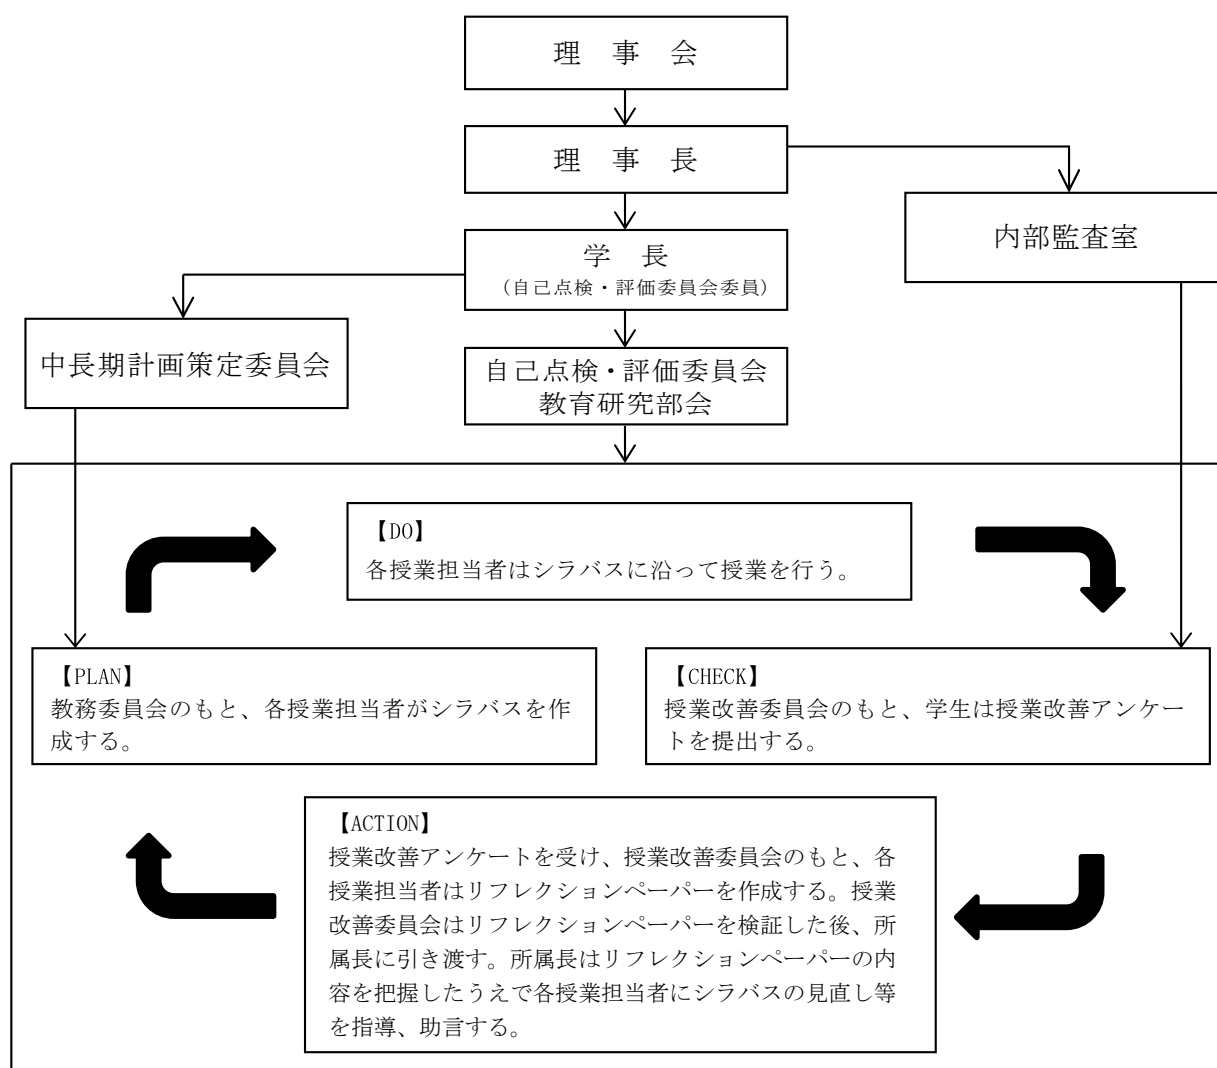 理　事　会
理　事　長
内部監査室
学　長
（自己点検・評価委員会委員）
中長期計画策定委員会
自己点検・評価委員会
教育研究部会
【DO】
各授業担当者はシラバスに沿って授業を行う。
【PLAN】
教務委員会のもと、各授業担当者がシラバスを作
成する。
【CHECK】
授業改善委員会のもと、学生は授業改善アンケー
トを提出する。
【ACTION】
授業改善アンケートを受け、授業改善委員会のもと、各
授業担当者はリフレクションペーパーを作成する。授業
改善委員会はリフレクションペーパーを検証した後、所
属長に引き渡す。所属長はリフレクションペーパーの内
容を把握したうえで各授業担当者にシラバスの見直し等
を指導、助言する。